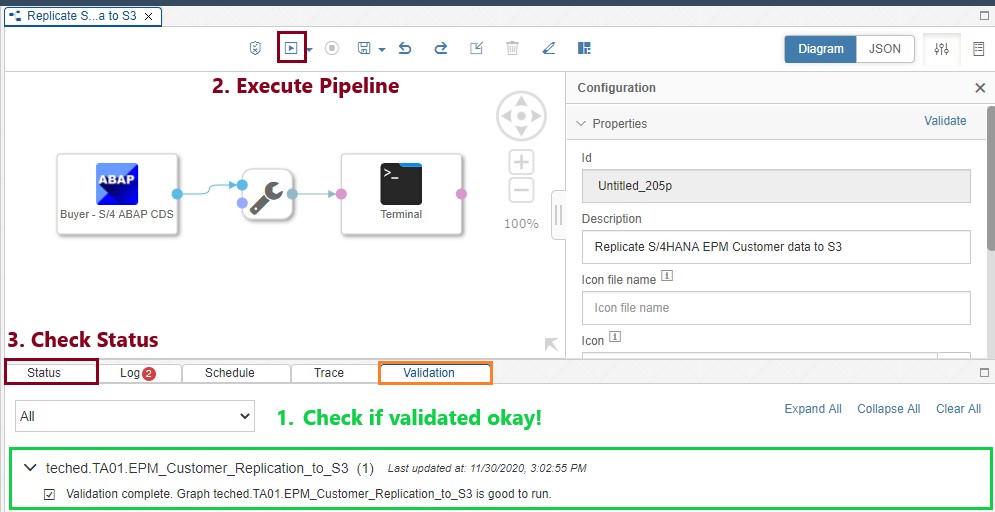 Replicate S...a to S3
Diagram
JSON
2. Execute Pipeline
Configuration
Properties
Validate
Id
Untitled_205p
Description
Replicate S/4HANA EPM Customer data to S3
Icon file name
Icon file name
Icon
ABAP
Buyer - S/4 ABAP CDS
>_
Terminal
100%
3. Check Status
Status
Log 2
Schedule
Trace
Validation
All
1. Check if validated okay!
Expand All
Collapse All
Clear All
teched.TA01.EPM_Customer_Replication_to_S3 (1) Last updated at: 11/30/2020, 3:02:55 PM
Validation complete. Graph teched.TA01.EPM_Customer_Replication_to_S3 is good to run.